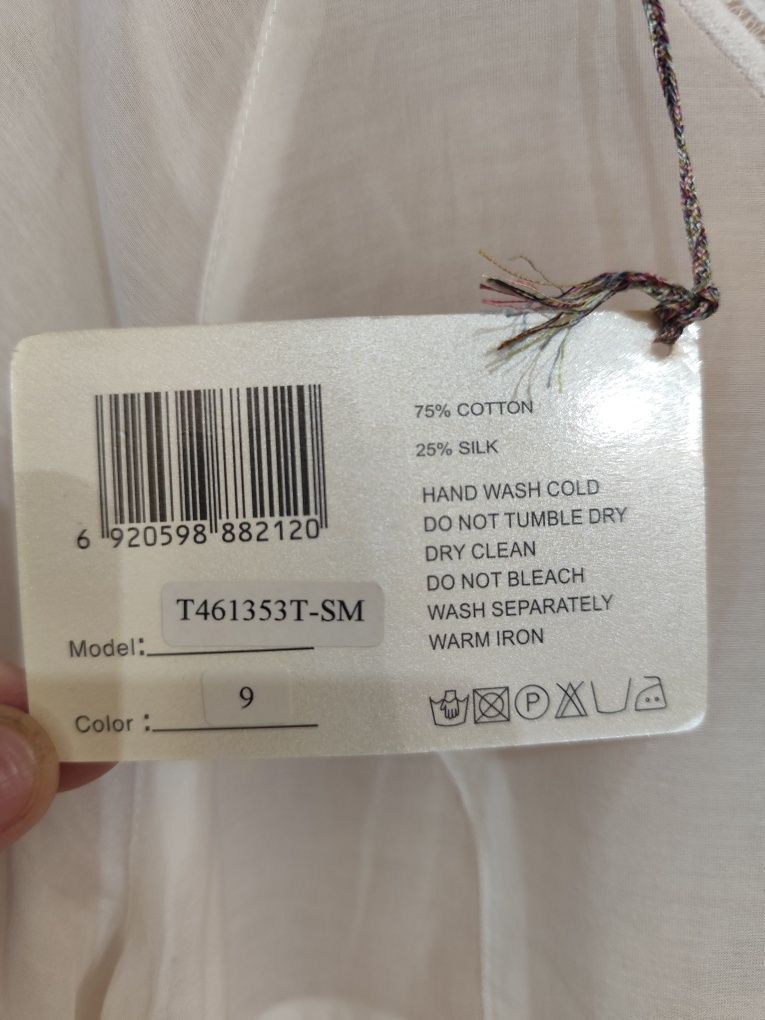 6 920598 882120
Model: T461353T-SM
Color : 9
75% COTTON
25% SILK
HAND WASH COLD
DO NOT TUMBLE DRY
DRY CLEAN
DO NOT BLEACH
WASH SEPARATELY
WARM IRON
P